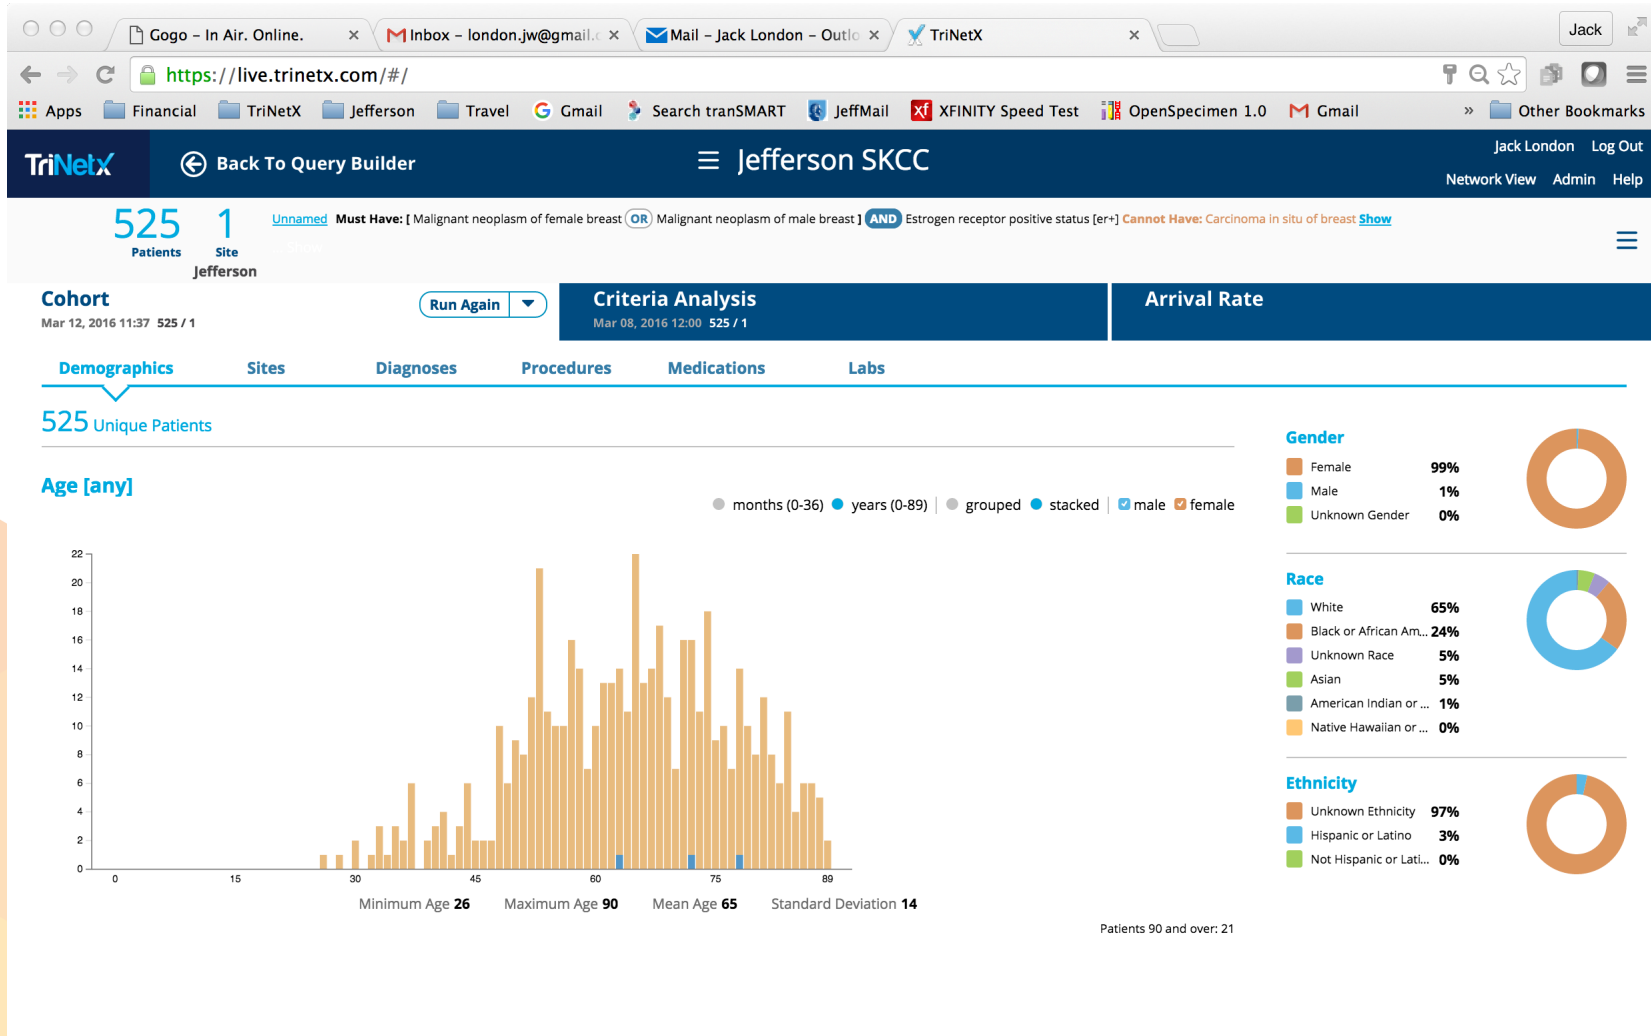 Gogo – In Air. Online. × Inbox – london.jw@gmail.c × Mail – Jack London – Outlo × TriNetX × Jack
https://live.trinetx.com/#/
Apps Financial TriNetX Jefferson Travel Gmail Search tranSMART JeffMail XFINITY Speed Test OpenSpecimen 1.0 Gmail » Other Bookmarks
TriNetX Back To Query Builder Jefferson SKCC Jack London Log Out
Network View Admin Help
525 1 Unnamed Must Have: [ Malignant neoplasm of female breast OR Malignant neoplasm of male breast ] AND Estrogen receptor positive status [er+] Cannot Have: Carcinoma in situ of breast Show
Patients Site
Jefferson
Cohort Run Again Criteria Analysis Arrival Rate
Mar 12, 2016 11:37 525 / 1 Mar 08, 2016 12:00 525 / 1
Demographics Sites Diagnoses Procedures Medications Labs
525 Unique Patients
Age [any]
months (0-36) years (0-89) | grouped stacked | male female
22
20
18
16
14
12
10
8
6
4
2
0
0 15 30 45 60 75 89
Minimum Age 26 Maximum Age 90 Mean Age 65 Standard Deviation 14
Patients 90 and over: 21
Gender
Female 99%
Male 1%
Unknown Gender 0%
Race
White 65%
Black or African Am... 24%
Unknown Race 5%
Asian 5%
American Indian or ... 1%
Native Hawaiian or ... 0%
Ethnicity
Unknown Ethnicity 97%
Hispanic or Latino 3%
Not Hispanic or Lati... 0%